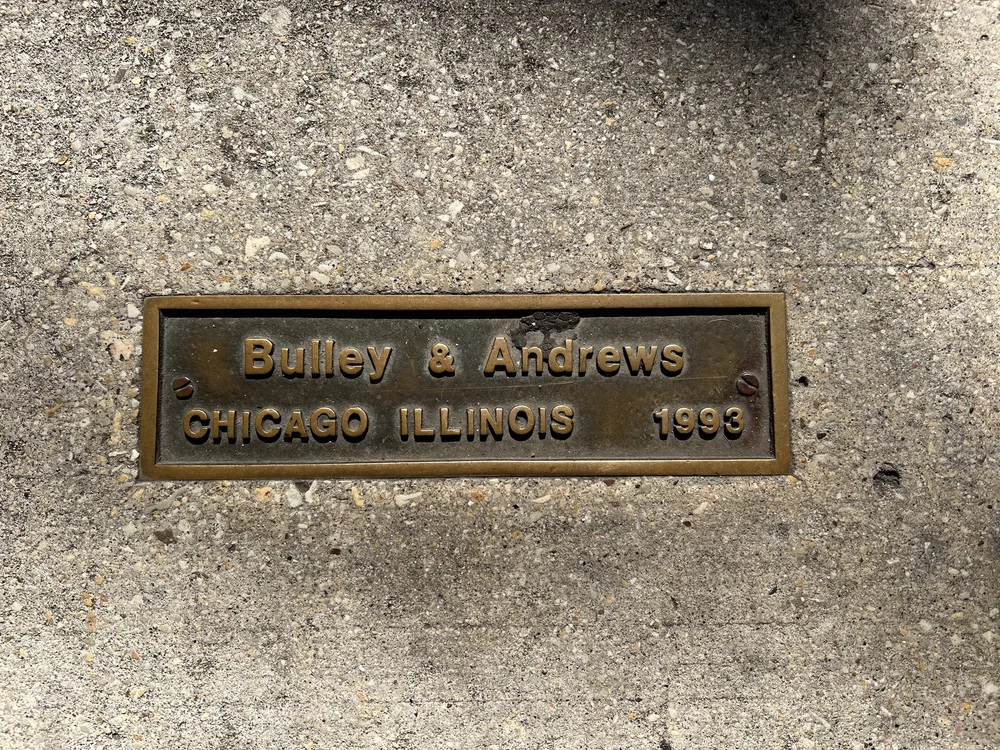 Bulley & Andrews
CHICAGO ILLINOIS 1993